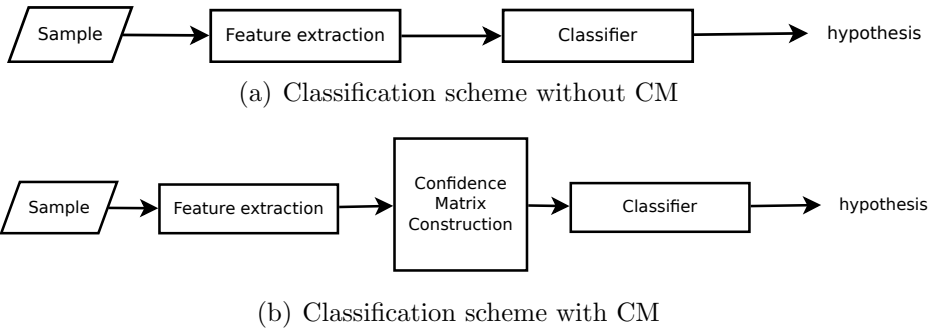 Sample
Feature extraction
Classifier
hypothesis
(a) Classification scheme without CM
Sample
Feature extraction
Confidence
Matrix
Construction
Classifier
hypothesis
(b) Classification scheme with CM